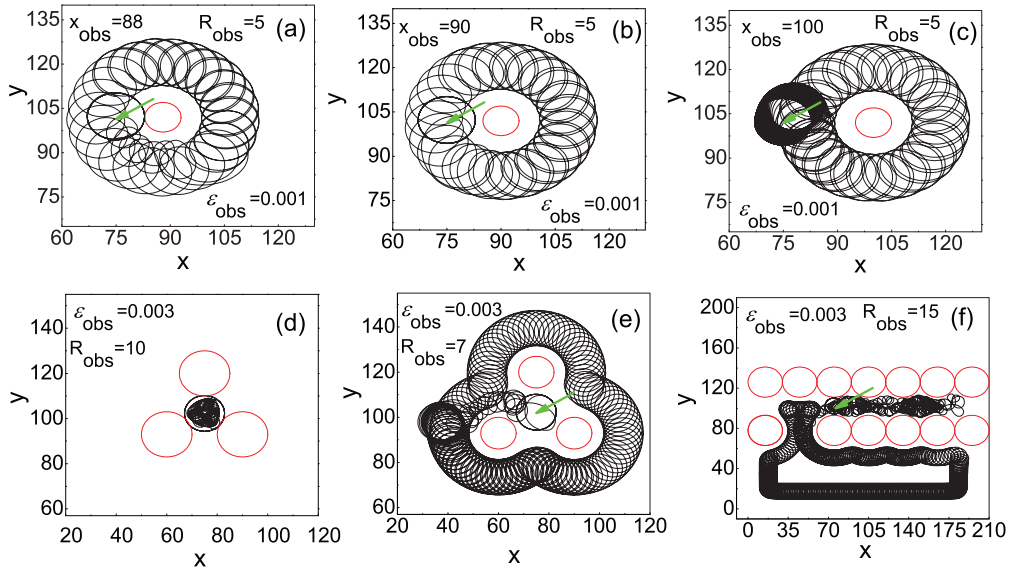 (a)
x_obs=88 R_obs=5
ε_obs=0.001
135
120
105
90
75
y
60 75 90 105 120
x
(b)
x_obs=90 R_obs=5
ε_obs=0.001
135
120
105
90
75
y
60 75 90 105 120
x
(c)
x_obs=100 R_obs=5
ε_obs=0.001
135
120
105
90
75
y
60 75 90 105 120
x
(d)
ε_obs=0.003
R_obs=10
140
120
100
80
60
y
20 40 60 80 100 120
x
(e)
ε_obs=0.003
R_obs=7
140
120
100
80
60
y
20 40 60 80 100 120
x
(f)
ε_obs=0.003 R_obs=15
200
160
120
80
40
0
y
0 35 70 105 140 175 210
x